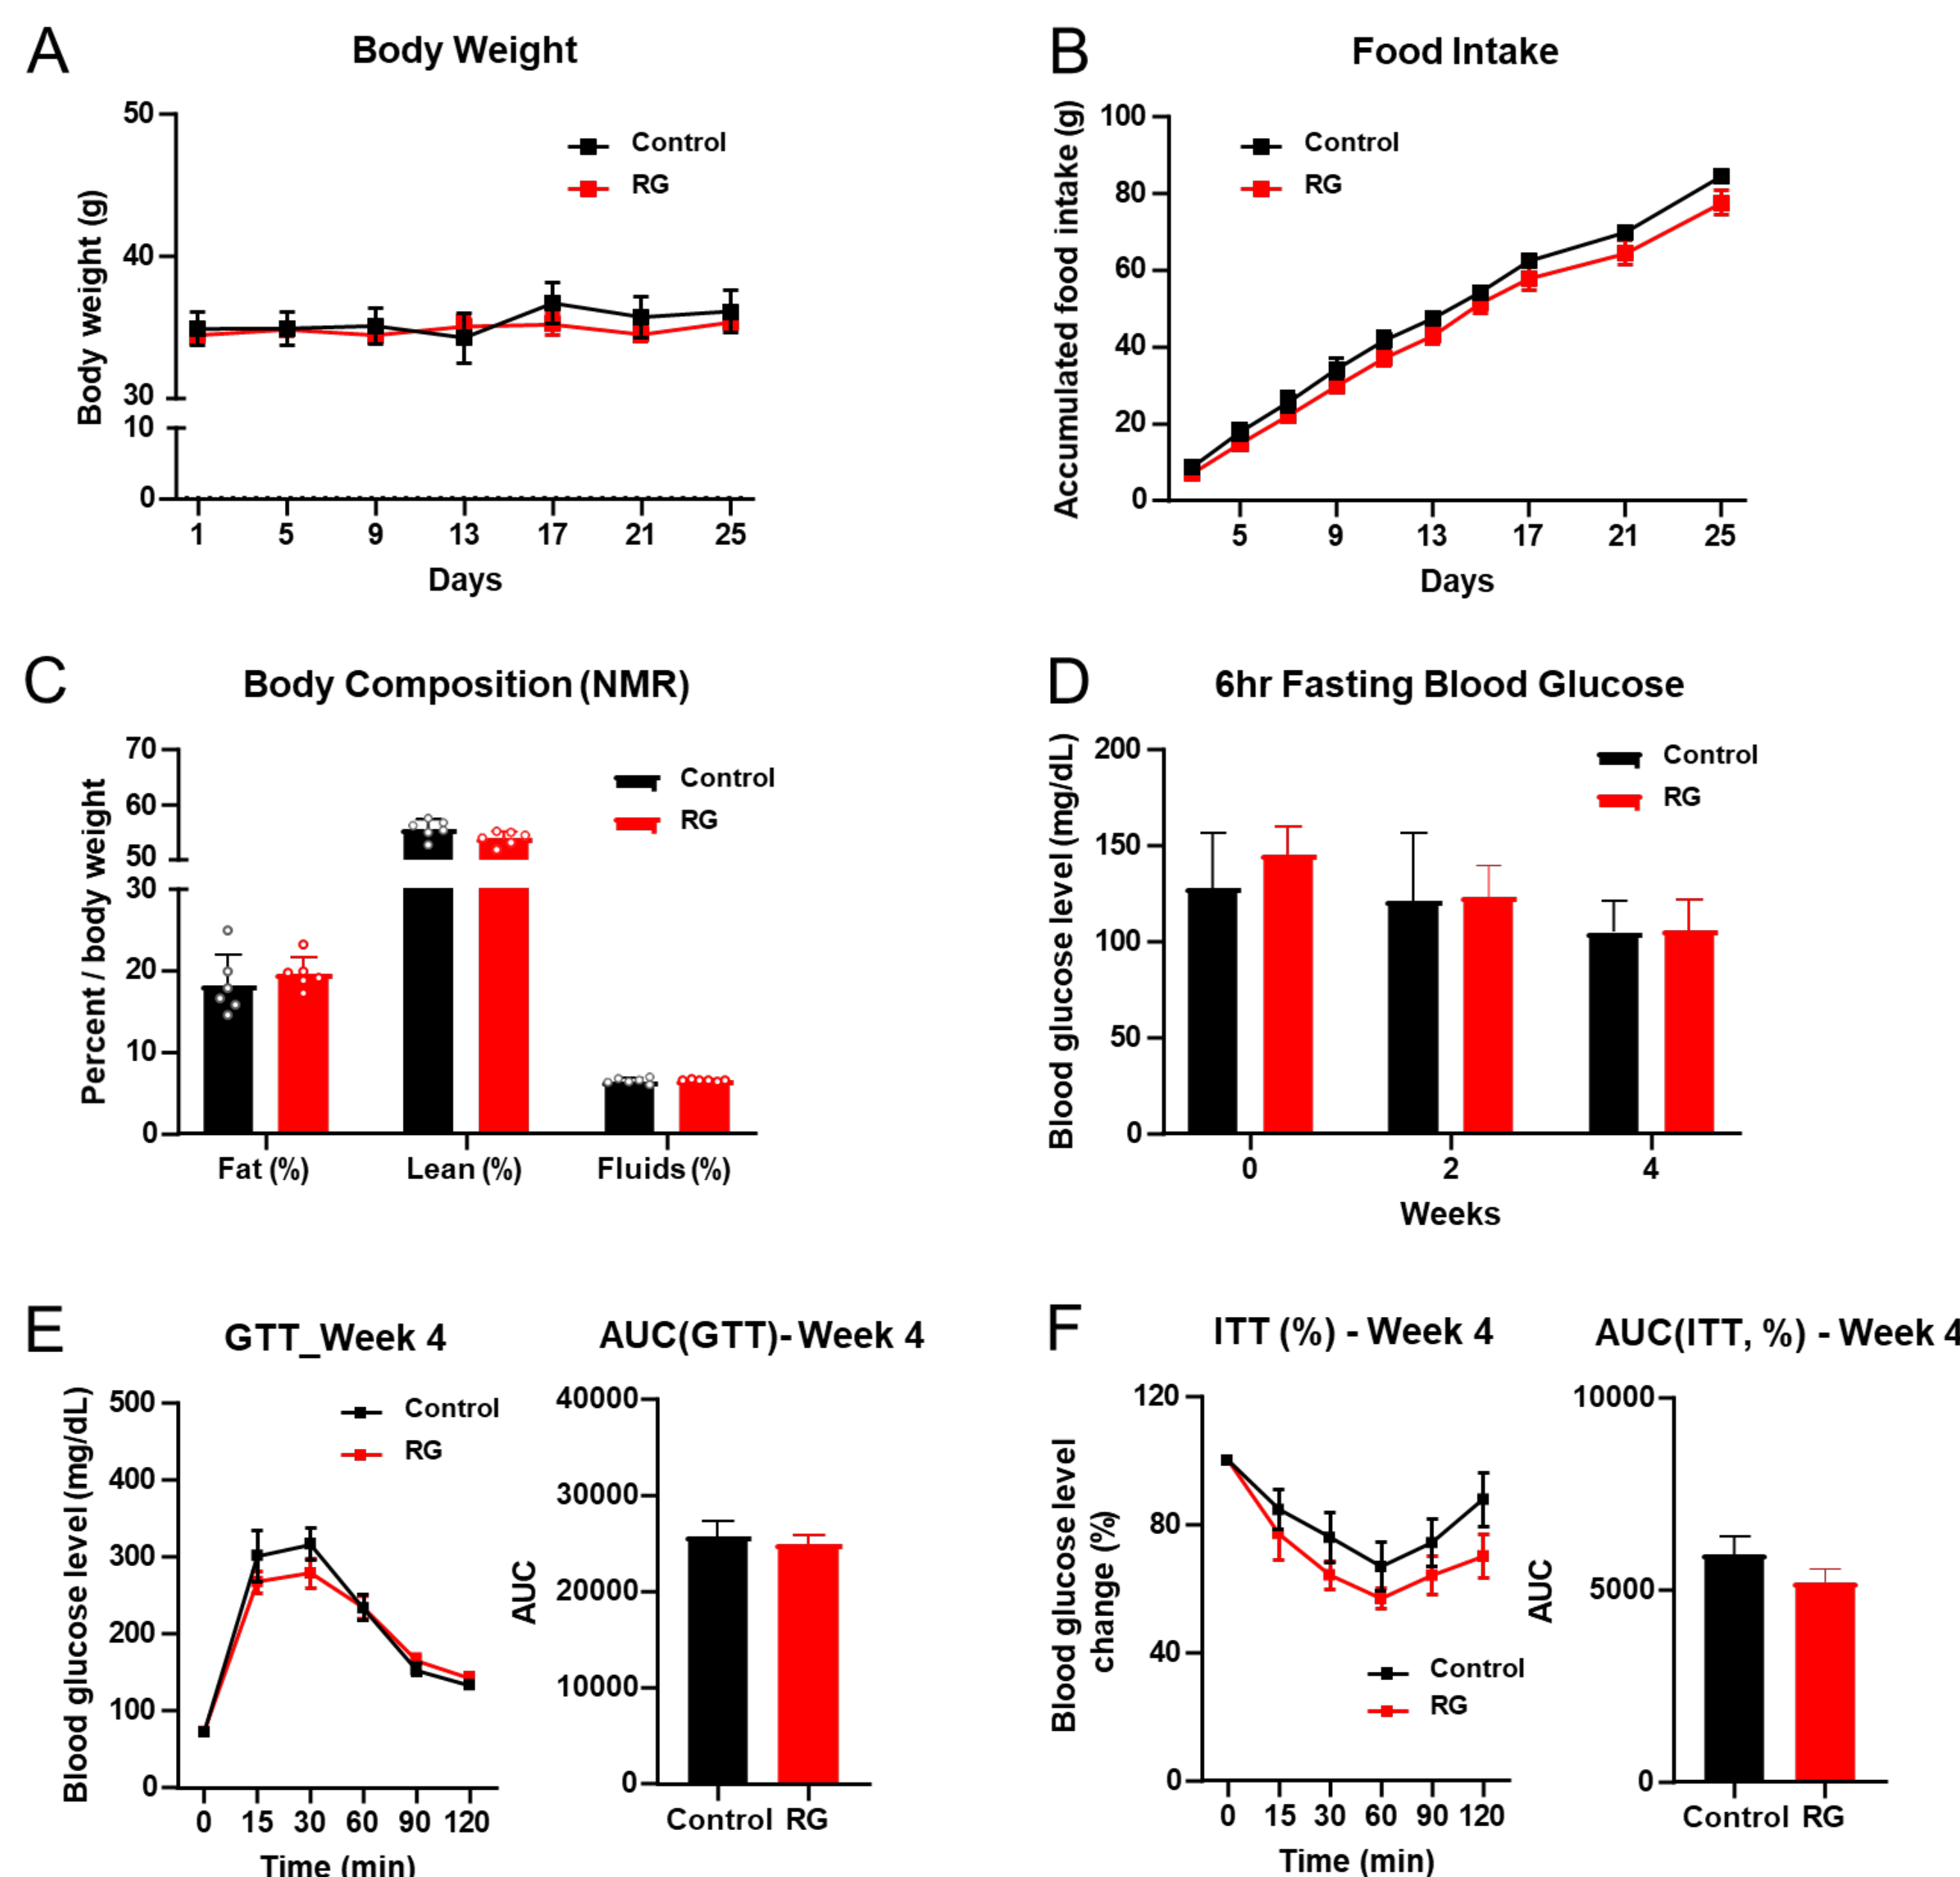 A
Body Weight
Body weight (g)
50
40
30
10
0
Control
RG
1 5 9 13 17 21 25
Days
B
Food Intake
Accumulated food intake (g)
100
80
60
40
20
0
Control
RG
5 9 13 17 21 25
Days
C
Body Composition (NMR)
Percent / body weight
70
60
50
30
20
10
0
Control
RG
Fat (%) Lean (%) Fluids (%)
D
6hr Fasting Blood Glucose
Blood glucose level (mg/dL)
200
150
100
50
0
Control
RG
0 2 4
Weeks
E
GTT_Week 4
Blood glucose level (mg/dL)
500
400
300
200
100
0
Control
RG
0 15 30 60 90 120
Time (min)
AUC(GTT)- Week 4
AUC
40000
30000
20000
10000
0
Control RG
F
ITT (%) - Week 4
Blood glucose level
change (%)
120
80
40
0
Control
RG
0 15 30 60 90 120
Time (min)
AUC(ITT, %) - Week 4
AUC
10000
5000
0
Control RG